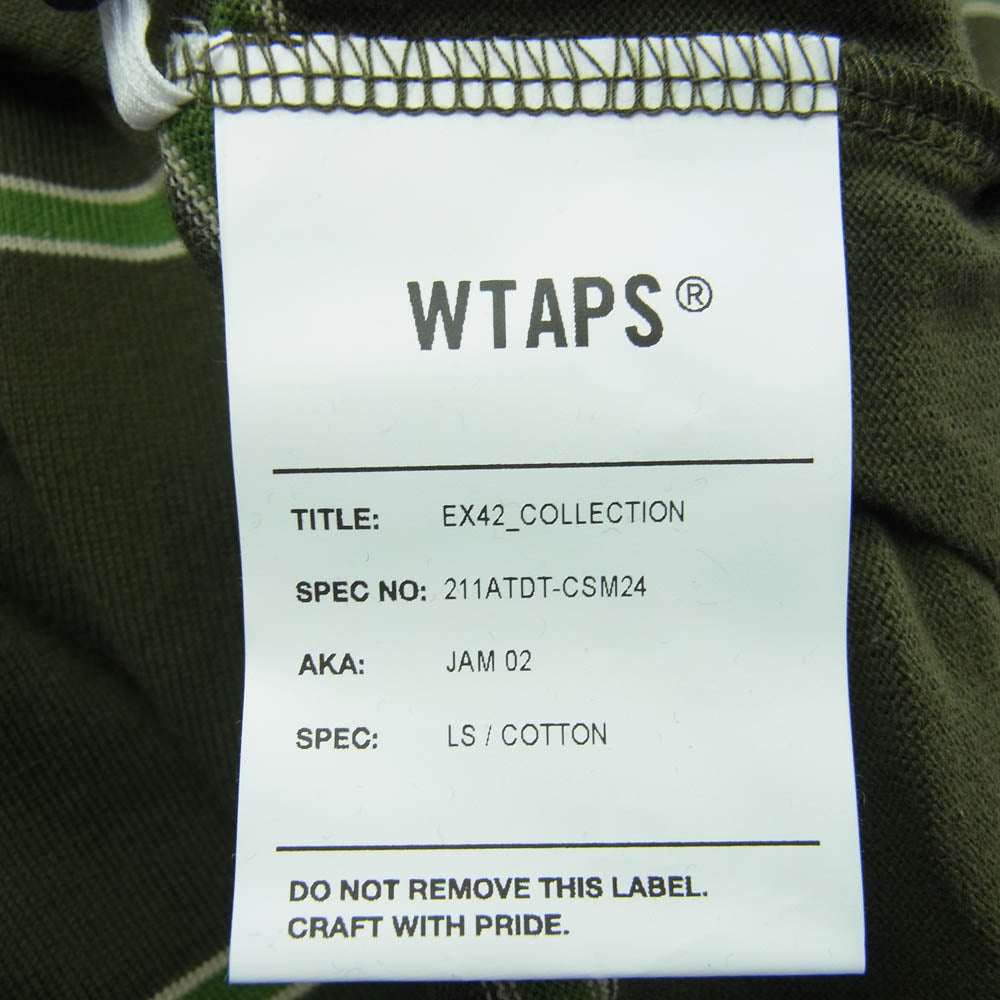 WTAPS®
TITLE: EX42_COLLECTION
SPEC NO: 211ATDT-CSM24
AKA: JAM 02
SPEC: LS / COTTON
DO NOT REMOVE THIS LABEL.
CRAFT WITH PRIDE.